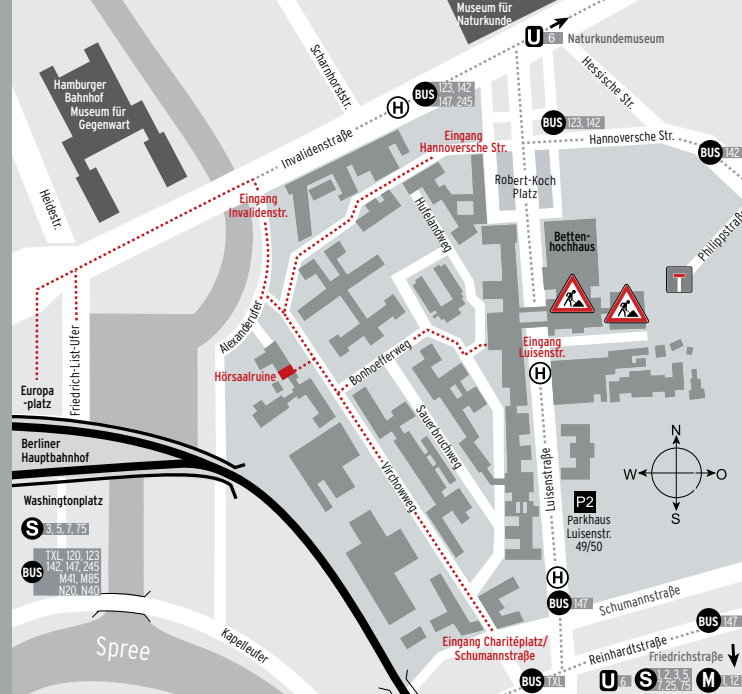 Museum für
Naturkunde
U 6 Naturkundemuseum
Hamburger
Bahnhof
Museum für
Gegenwart
Scharnhorststr.
Hessische Str.
H
BUS 123, 142
147, 245
BUS 123, 142
Hannoversche Str.
BUS 142
Invalidenstraße
Eingang
Hannoversche Str.
Robert-Koch
Platz
Heidestr.
Eingang
Invalidenstr.
Hufelandweg
Betten-
hochhaus
Philippstraß
Alexanderufer
Friedrich-List-Ufer
Eingang
Luisenstr.
Bonhoefferweg
Hörsaalruine
H
Europa
-platz
Sauerbruchweg
Berliner
Hauptbahnhof
N
W O
S
Virchowweg
Luisenstraße
Washingtonplatz
P2
Parkhaus
Luisenstr.
49/50
S 3, 5, 7, 75
BUS TXL, 120, 123
142, 147, 245
M41, M85
N20, N40
H
BUS 147
Schumannstraße
Spree
Kapelleufer
Eingang Charitéplatz/
Schumannstraße
Reinhardtstraße
BUS 147
Friedrichstraße
BUS TXL
U 6 S 1, 2, 3, 5,
7, 25, 75
M 1, 12